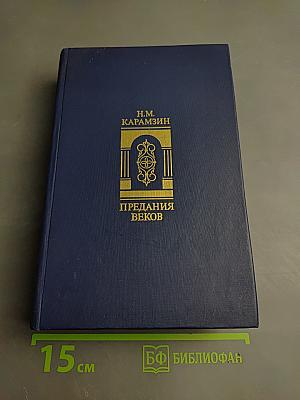 Н.М.
КАРАМЗИН
ПРЕДАНИЯ
ВЕКОВ
15 см
БФ БИБЛИОФАН